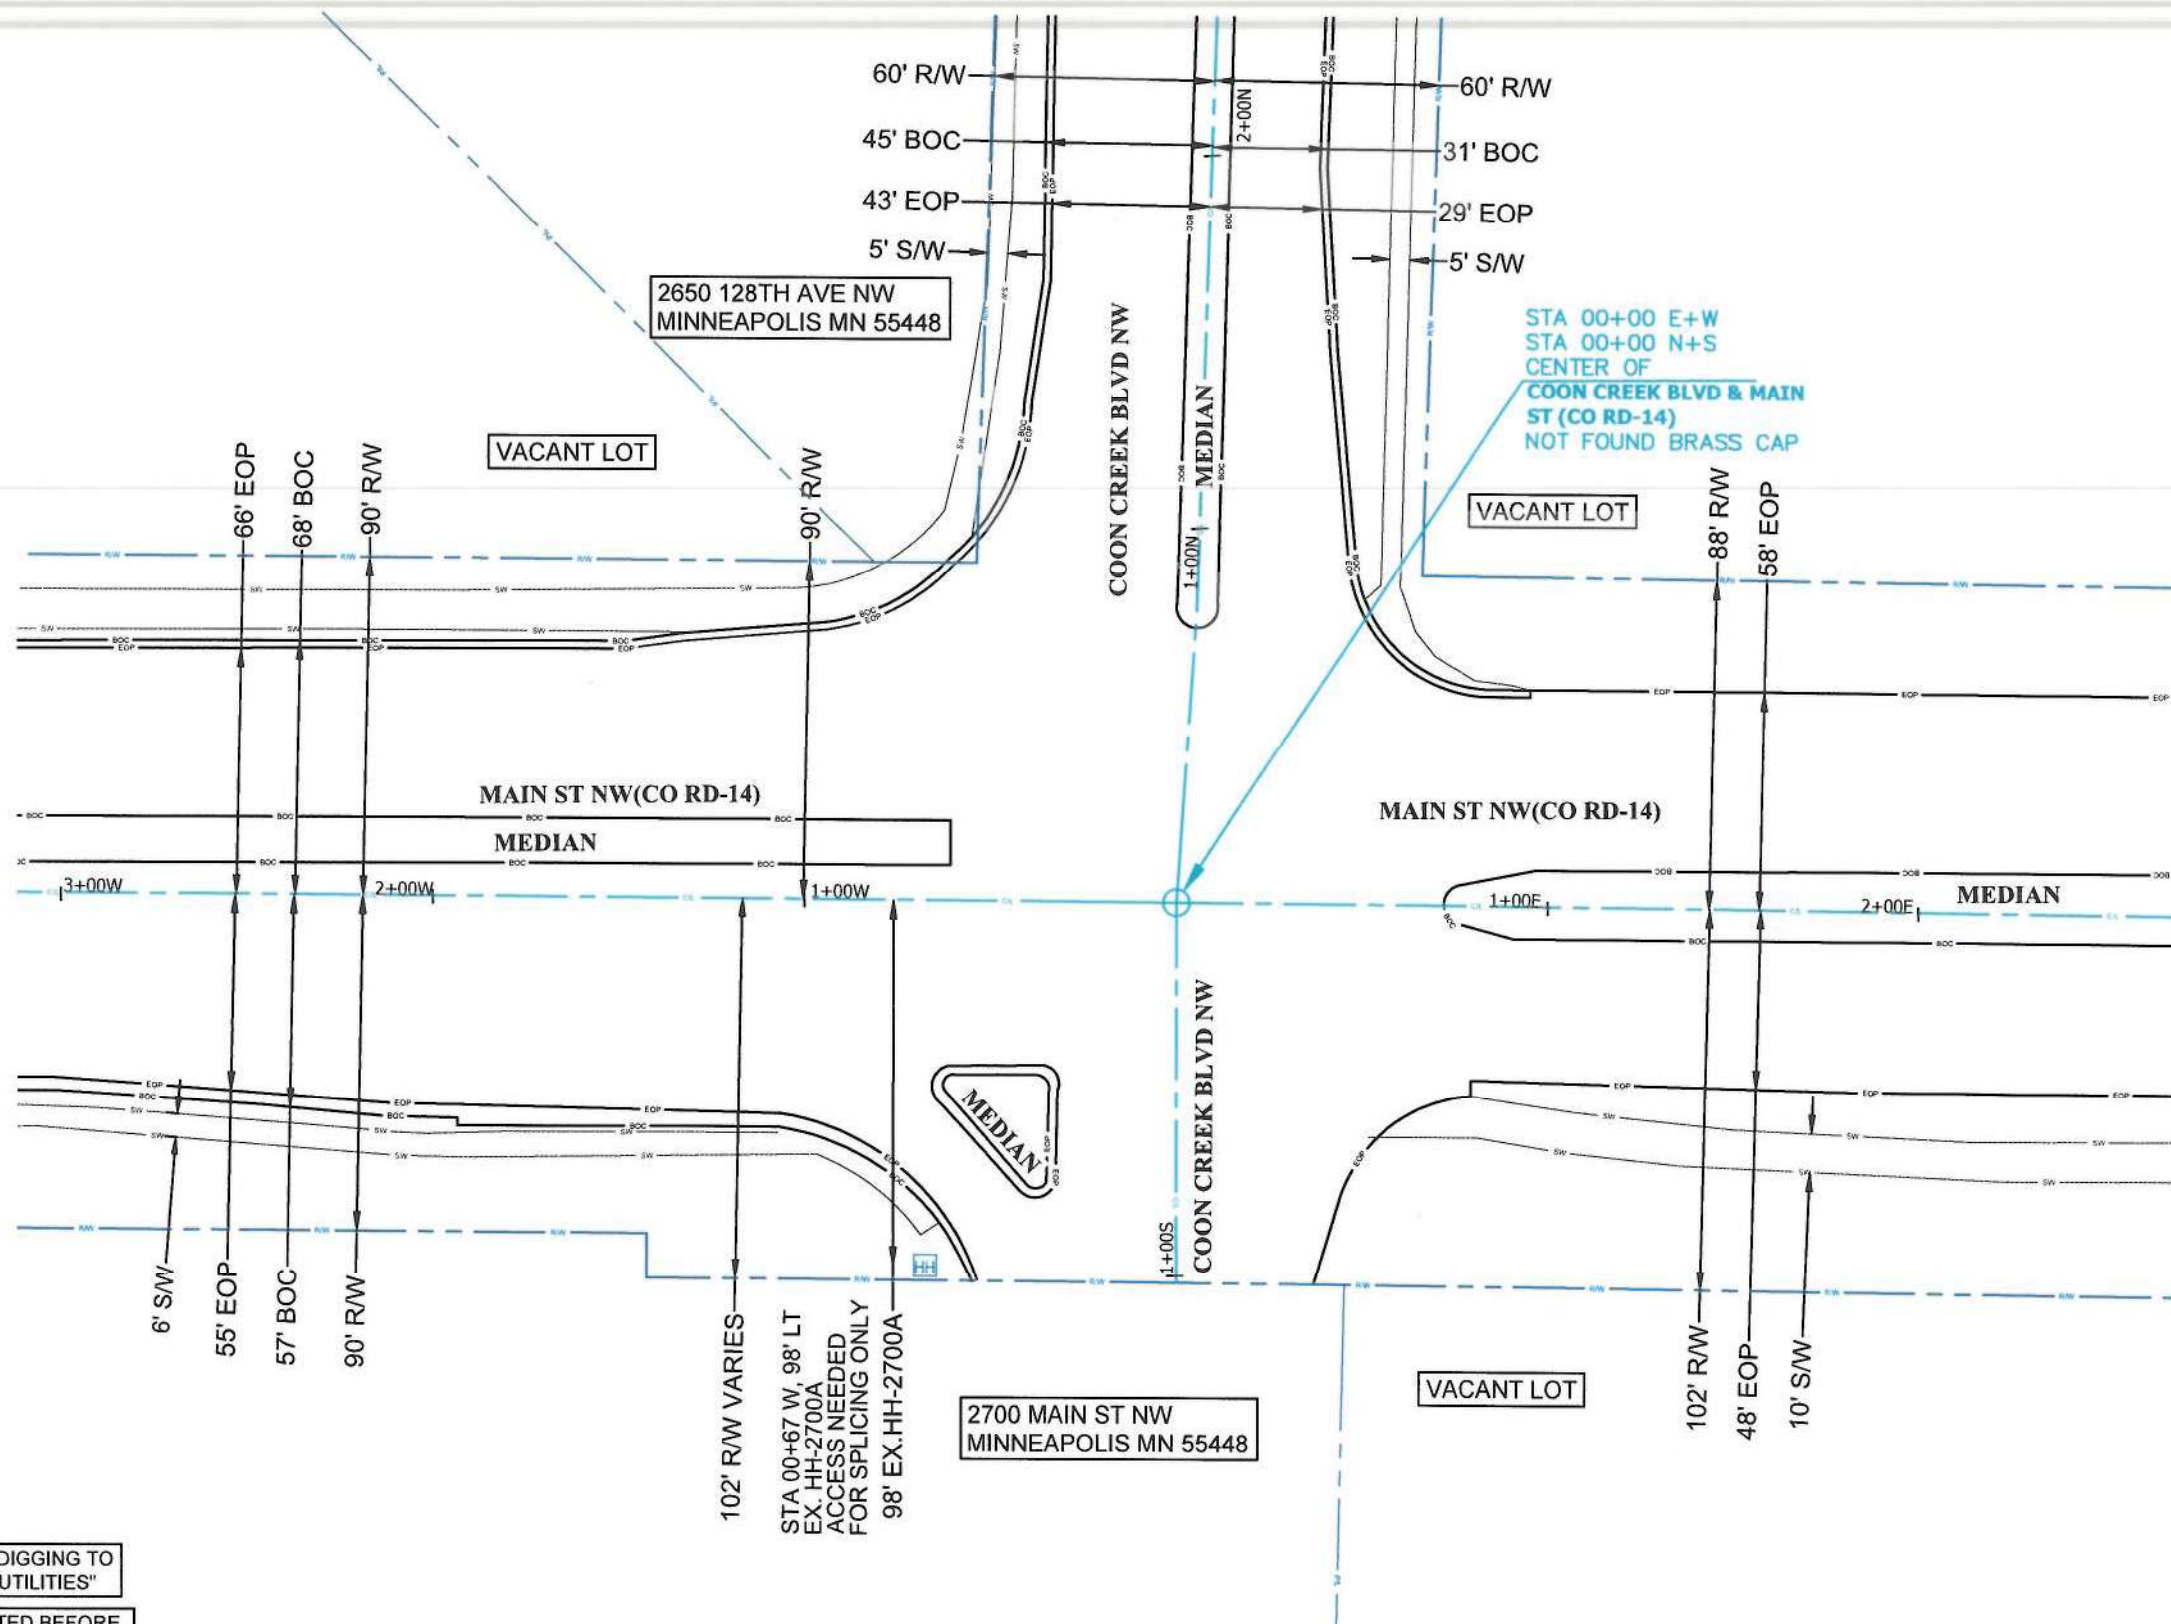 60' R/W
60' R/W
45' BOC
31' BOC
43' EOP
29' EOP
5' S/W
5' S/W
2+00N
2650 128TH AVE NW
MINNEAPOLIS MN 55448
COON CREEK BLVD NW
MEDIAN
1+00N
STA 00+00 E+W
STA 00+00 N+S
CENTER OF
COON CREEK BLVD & MAIN
ST (CO RD-14)
NOT FOUND BRASS CAP
VACANT LOT
66' EOP
68' BOC
90' R/W
90' R/W
VACANT LOT
88' R/W
58' EOP
MAIN ST NW(CO RD-14)
MEDIAN
MAIN ST NW(CO RD-14)
MEDIAN
3+00W
2+00W
1+00W
1+00E
2+00E
MEDIAN
COON CREEK BLVD NW
1+00S
HH
6' S/W
55' EOP
57' BOC
90' R/W
102' R/W VARIES
STA 00+67 W, 98' LT
EX. HH-2700A
ACCESS NEEDED
FOR SPLICING ONLY
98' EX.HH-2700A
2700 MAIN ST NW
MINNEAPOLIS MN 55448
VACANT LOT
102' R/W
48' EOP
10' S/W
DIGGING TO
UTILITIES"
TED BEFORE